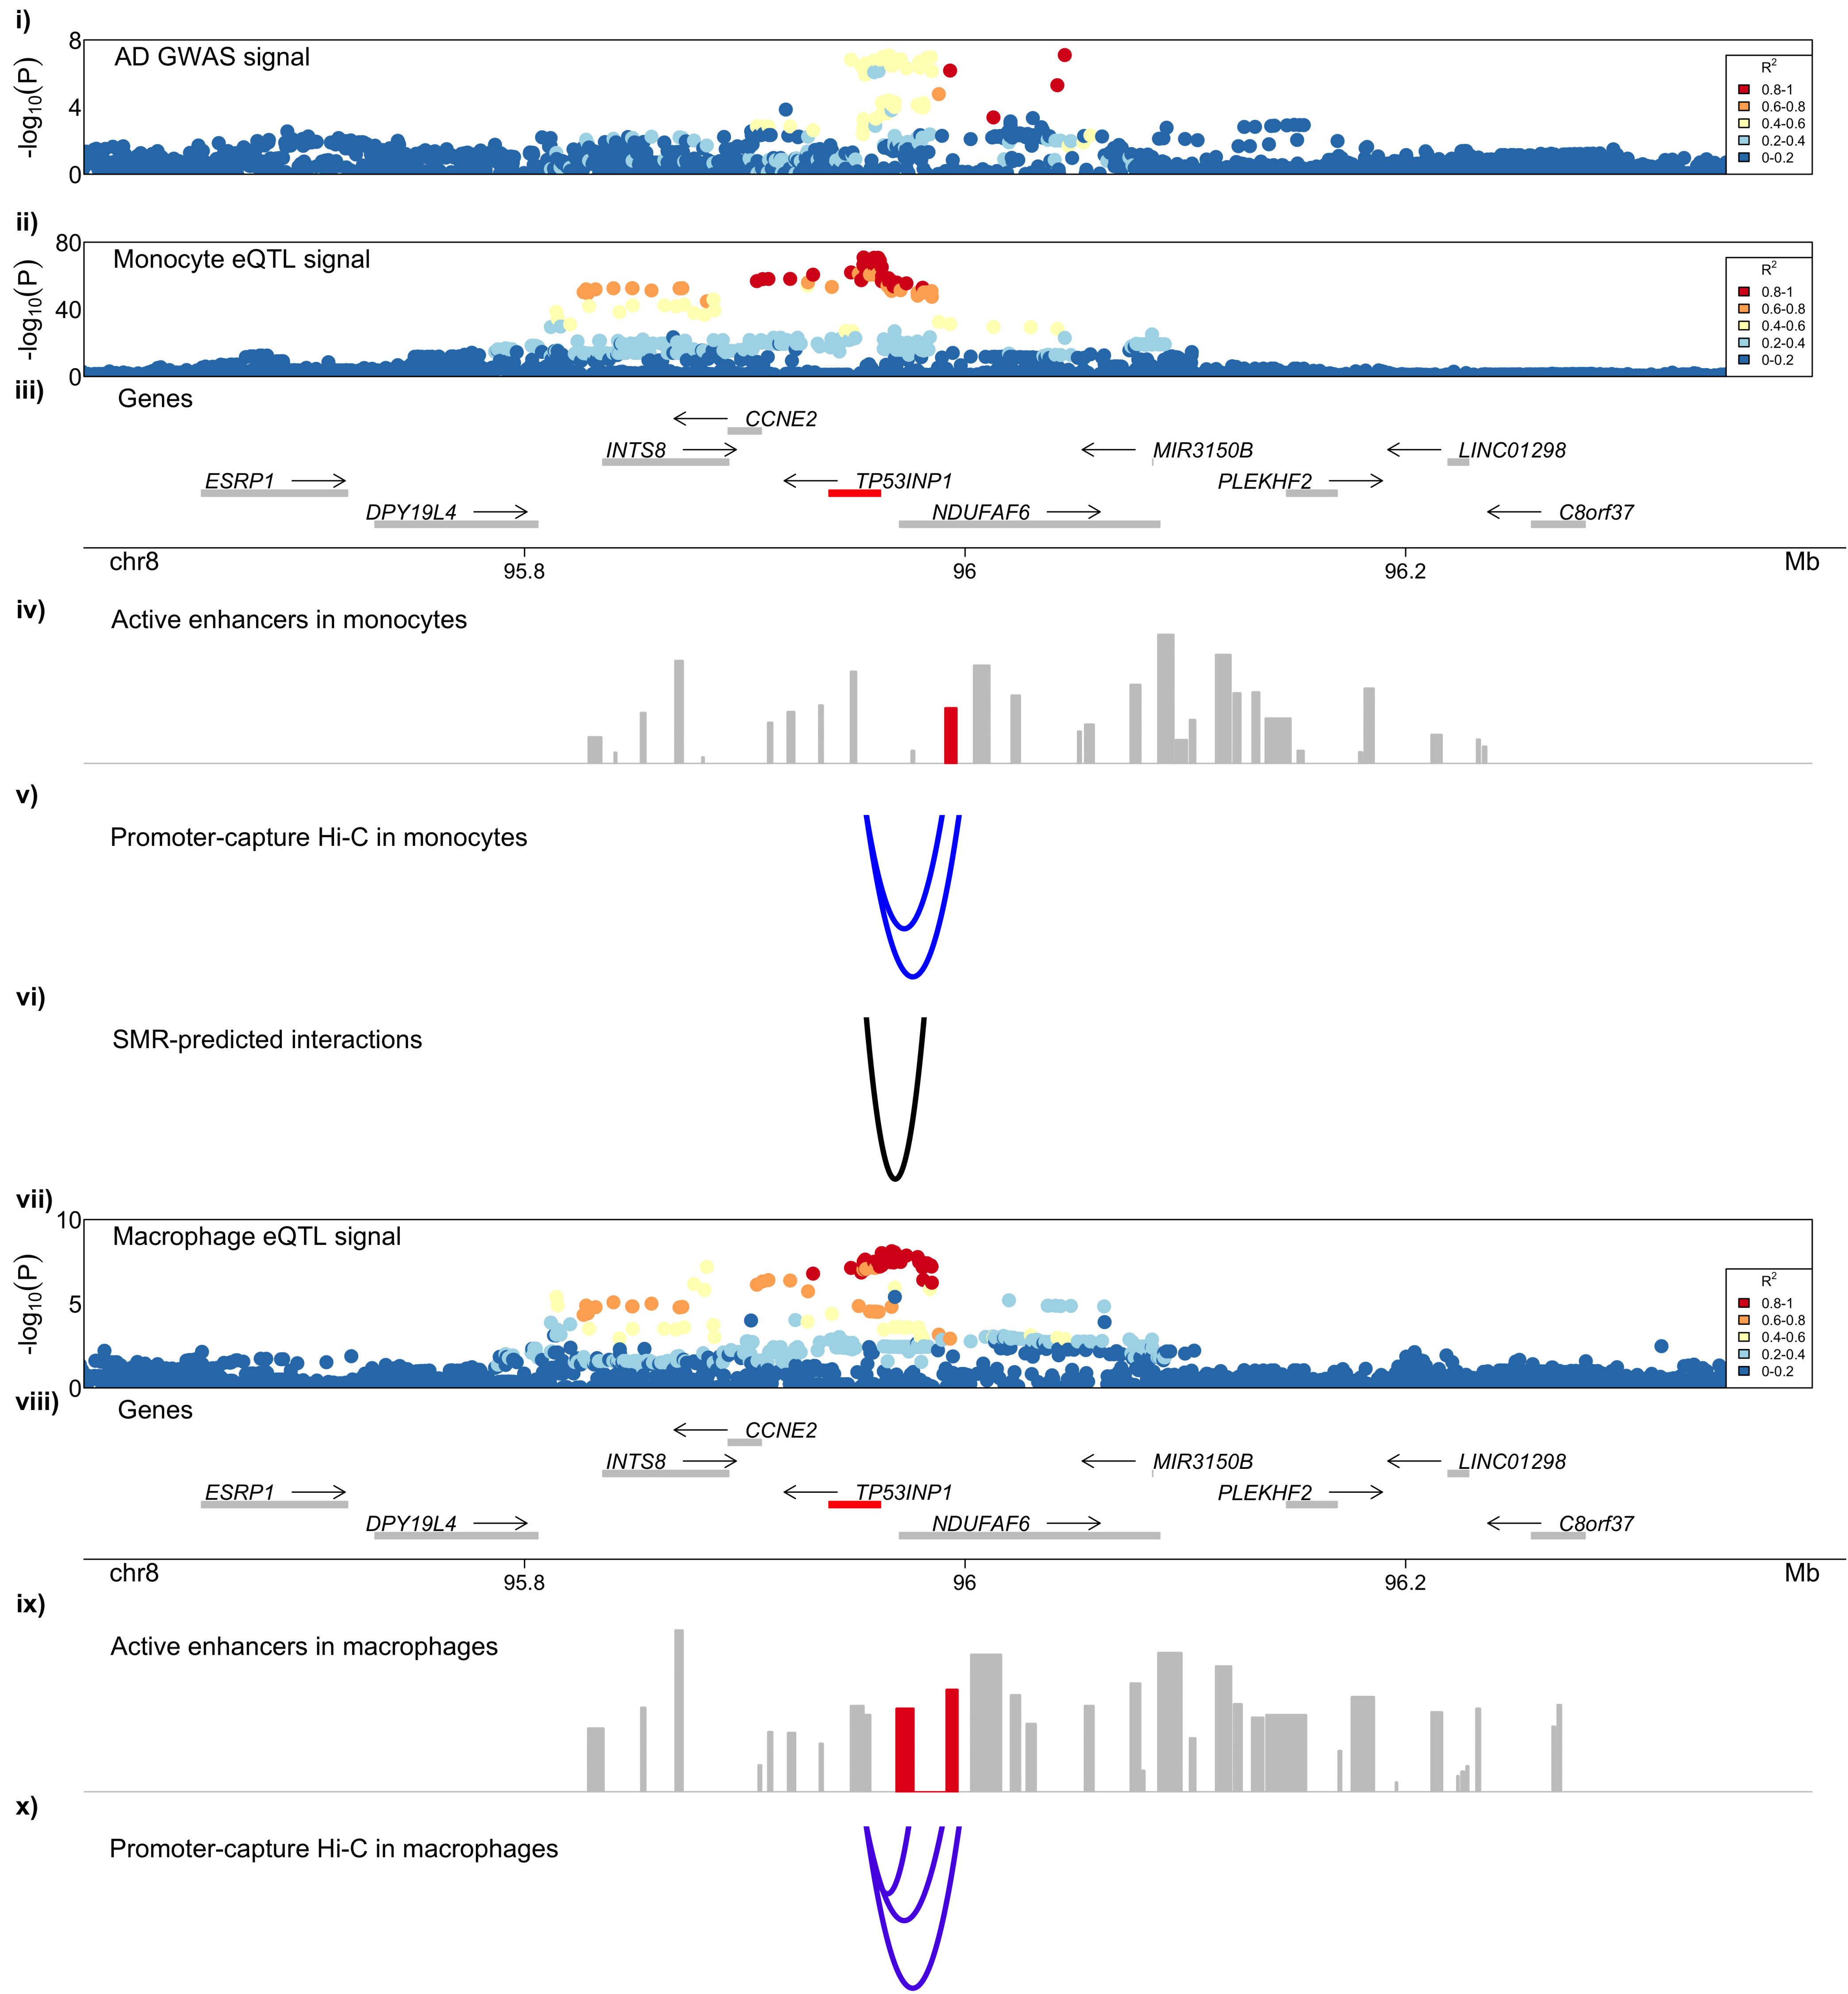 i)
8
AD GWAS signal
R2
-log10(P)
0.8-1
4
0.6-0.8
0.4-0.6
0.2-0.4
0-0.2
0
ii)
80
Monocyte eQTL signal
R2
-log10(P)
0.8-1
40
0.6-0.8
0.4-0.6
0.2-0.4
0-0.2
0
iii)
Genes
CCNE2
INTS8 MIR3150B LINC01298
ESRP1 TP53INP1 PLEKHF2
DPY19L4 NDUFAF6 C8orf37
chr8 Mb
95.8 96 96.2
iv)
Active enhancers in monocytes
v)
Promoter-capture Hi-C in monocytes
vi)
SMR-predicted interactions
vii)
10
Macrophage eQTL signal
R2
-log10(P)
0.8-1
5
0.6-0.8
0.4-0.6
0.2-0.4
0-0.2
0
viii)
Genes
CCNE2
INTS8 MIR3150B LINC01298
ESRP1 TP53INP1 PLEKHF2
DPY19L4 NDUFAF6 C8orf37
chr8 Mb
95.8 96 96.2
ix)
Active enhancers in macrophages
x)
Promoter-capture Hi-C in macrophages